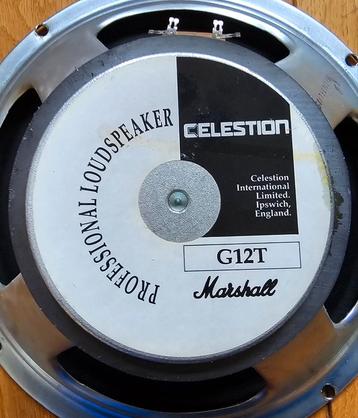 PROFESSIONAL LOUDSPEAKER
CELESTION
Celestion
International
Limited.
Ipswich,
England.
G12T
Marshall